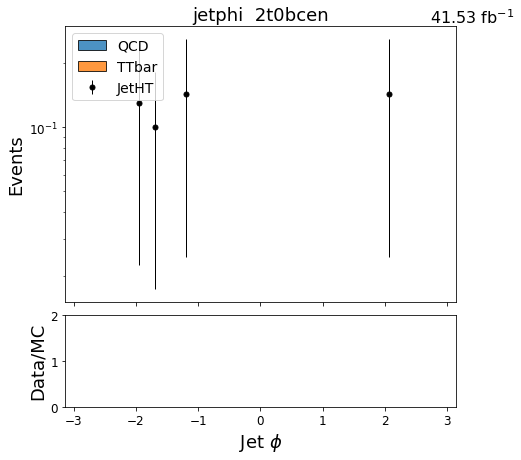 jetphi 2t0bcen
41.53 fb⁻¹
QCD
TTbar
JetHT
Events
10⁻¹
Data/MC
2
1
0
−3 −2 −1 0 1 2 3
Jet ϕ